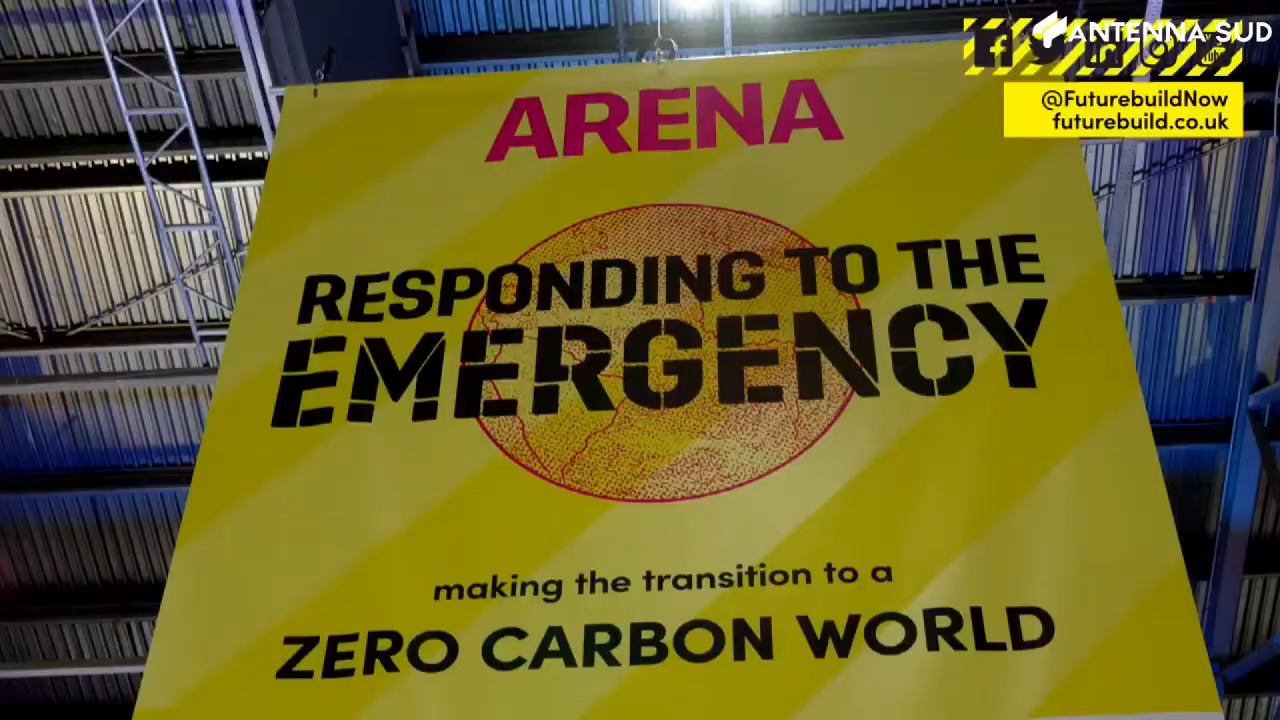 ARENA
RESPONDING TO THE
EMERGENCY
making the transition to a
ZERO CARBON WORLD
ANTENNA SUD
@FuturebuildNow
futurebuild.co.uk